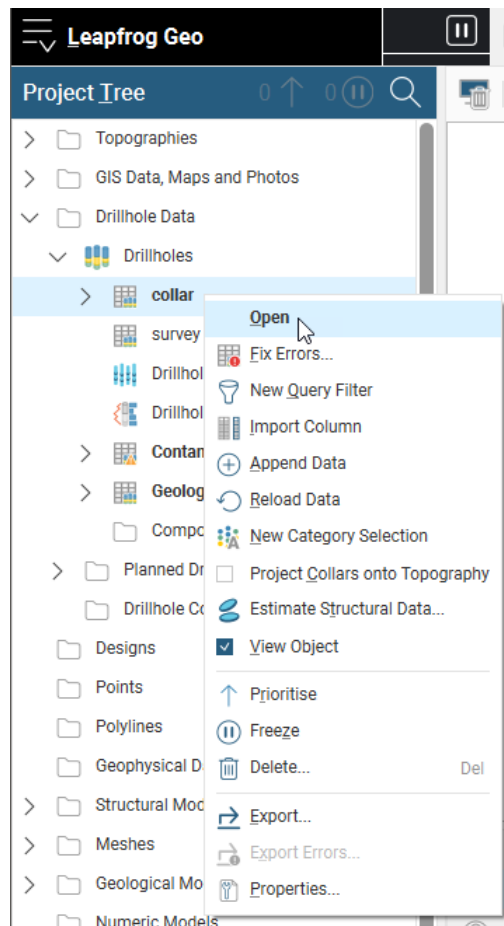 Leapfrog Geo
Project Tree 0 0
Topographies
GIS Data, Maps and Photos
Drillhole Data
Drillholes
collar
Open
survey
Fix Errors...
Drillhol
New Query Filter
Drillhol
Import Column
Contan
Append Data
Geolog
Reload Data
Compo
New Category Selection
Planned Dr
Project Collars onto Topography
Drillhole Co
Estimate Structural Data...
Designs
View Object
Points
Prioritise
Polylines
Freeze
Geophysical D
Delete... Del
Structural Mod
Export...
Meshes
Export Errors...
Geological Mo
Properties...
Numeric Models